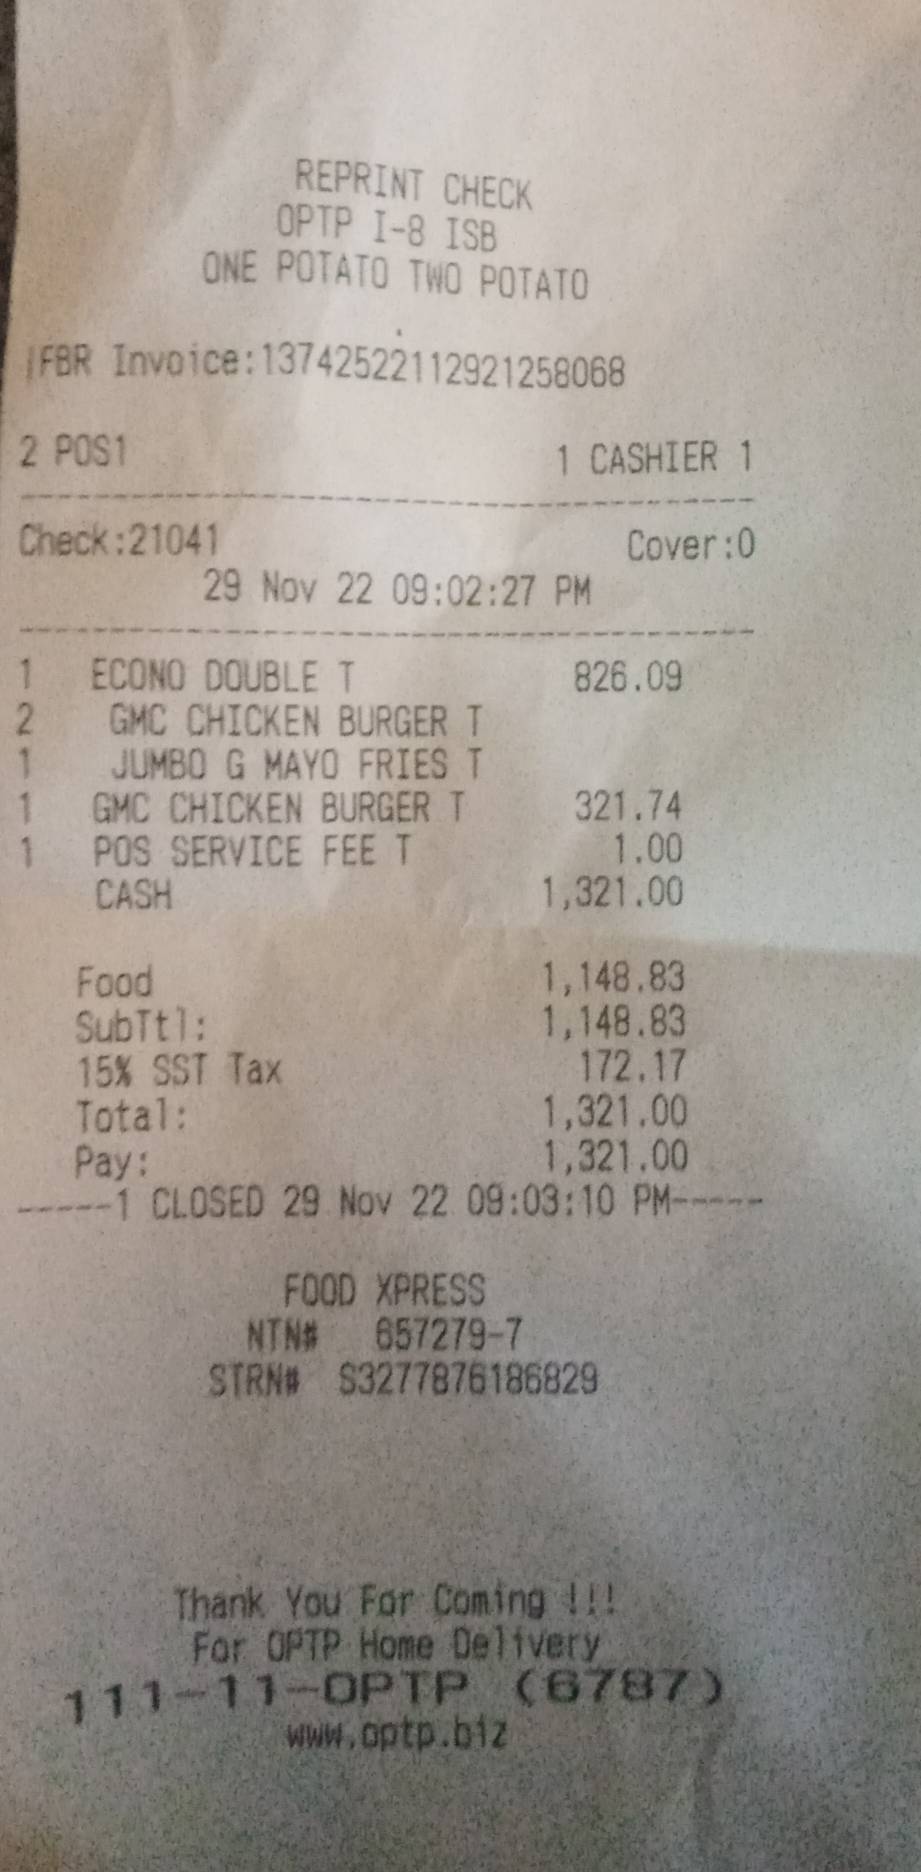 REPRINT CHECK
OPTP I-8 ISB
ONE POTATO TWO POTATO
|FBR Invoice:13742522112921258068
2 POS1 1 CASHIER 1
Check:21041 Cover:0
29 Nov 22 09:02:27 PM
1 ECONO DOUBLE T 826.09
2 GMC CHICKEN BURGER T
1 JUMBO G MAYO FRIES T
1 GMC CHICKEN BURGER T 321.74
1 POS SERVICE FEE T 1.00
CASH 1,321.00
Food 1,148.83
SubTtl: 1,148.83
15% SST Tax 172.17
Total: 1,321.00
Pay: 1,321.00
-----1 CLOSED 29 Nov 22 09:03:10 PM-----
FOOD XPRESS
NTN# 657279-7
STRN# S3277876186829
Thank You For Coming !!!
For OPTP Home Delivery
111-11-OPTP (6787)
www.optp.biz